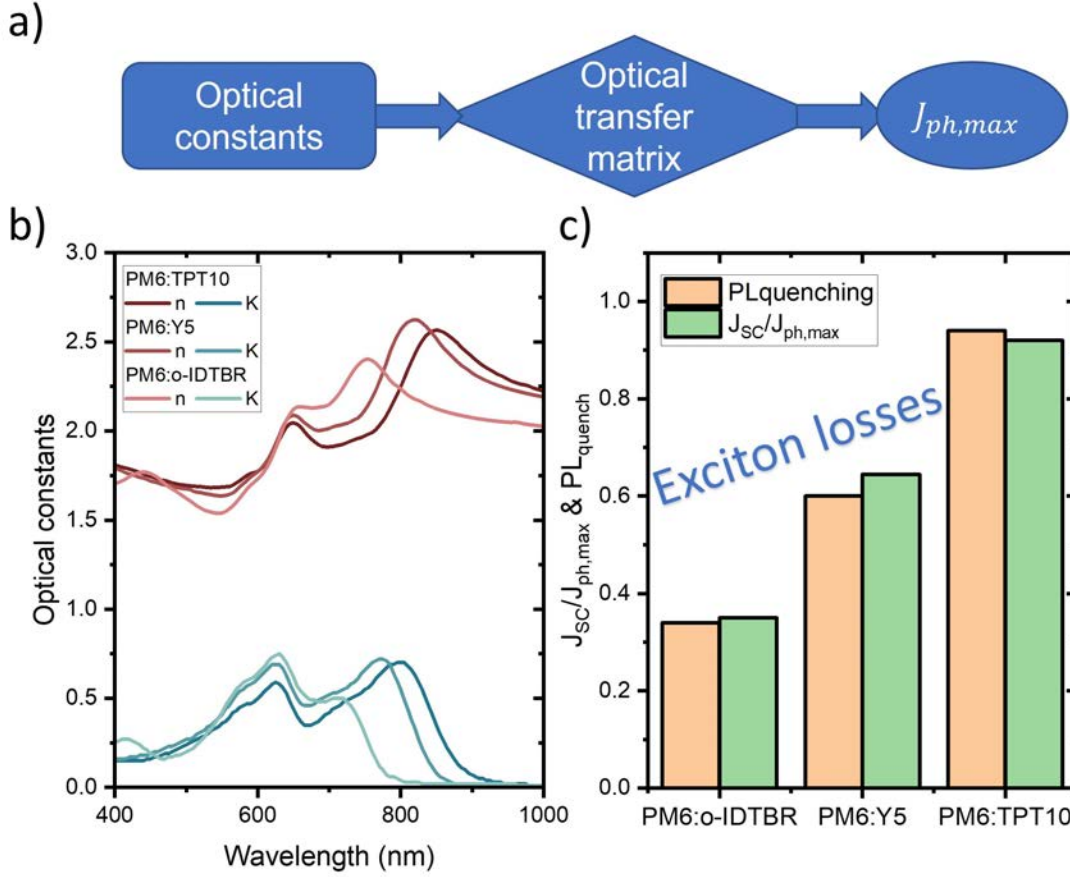 a)
Optical
constants
Optical
transfer
matrix
J_ph,max
b)
Optical constants
3.0
2.5
2.0
1.5
1.0
0.5
0.0
PM6:TPT10
n K
PM6:Y5
n K
PM6:o-IDTBR
n K
400 600 800 1000
Wavelength (nm)
c)
J_SC/J_ph,max & PL_quench
1.0
0.8
0.6
0.4
0.2
0.0
PLquenching
J_SC/J_ph,max
Exciton losses
PM6:o-IDTBR PM6:Y5 PM6:TPT10